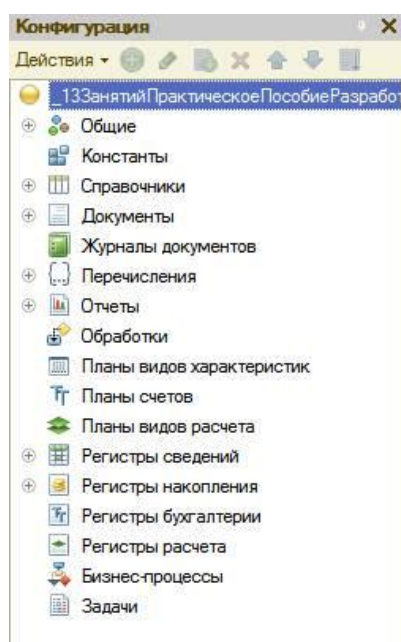 Конфигурация
Действия
_13ЗанятийПрактическоеПособиеРазработ
Общие
Константы
Справочники
Документы
Журналы документов
Перечисления
Отчеты
Обработки
Планы видов характеристик
Планы счетов
Планы видов расчета
Регистры сведений
Регистры накопления
Регистры бухгалтерии
Регистры расчета
Бизнес-процессы
Задачи